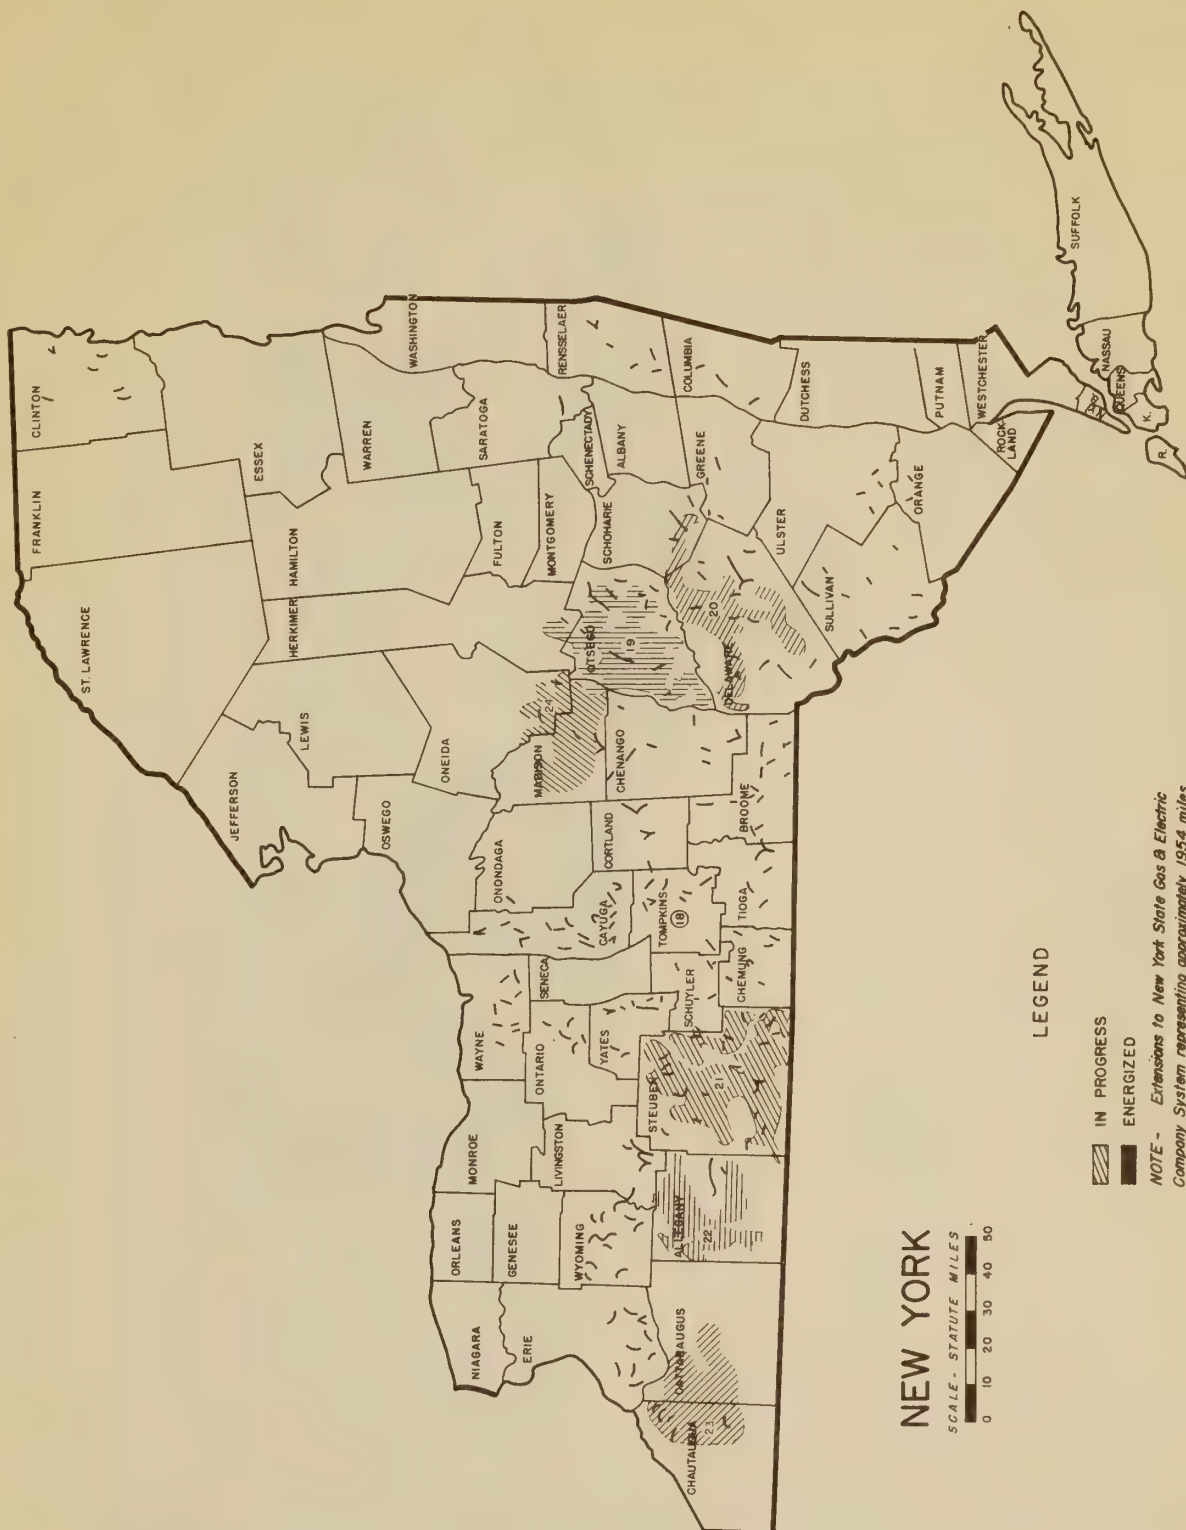 CLINTON
FRANKLIN
ST. LAWRENCE
ESSEX
HAMILTON
HERKIMER
LEWIS
JEFFERSON
WARREN
WASHINGTON
SARATOGA
FULTON
ONEIDA
OSWEGO
MONTGOMERY
SCHENECTADY
RENSSELAER
ALBANY
SCHOHARIE
OTSEGO
19
24
MADISON
ONONDAGA
CAYUGA
SENECA
WAYNE
ONTARIO
MONROE
LIVINGSTON
ORLEANS
GENESEE
WYOMING
NIAGARA
ERIE
CHAUTAUQUA
23
CATTARAUGUS
ALLEGANY
22
STEUBEN
21
YATES
SCHUYLER
CHEMUNG
TOMPKINS
18
TIOGA
CORTLAND
BROOME
CHENANGO
DELAWARE
20
GREENE
COLUMBIA
ULSTER
DUTCHESS
SULLIVAN
ORANGE
PUTNAM
WESTCHESTER
ROCK-
LAND
QUEENS
NASSAU
SUFFOLK
K.
R.
NEW YORK
SCALE - STATUTE MILES
0 10 20 30 40 50
LEGEND
IN PROGRESS
ENERGIZED
NOTE - Extensions to New York State Gas & Electric
Company System representing approximately 1954 miles